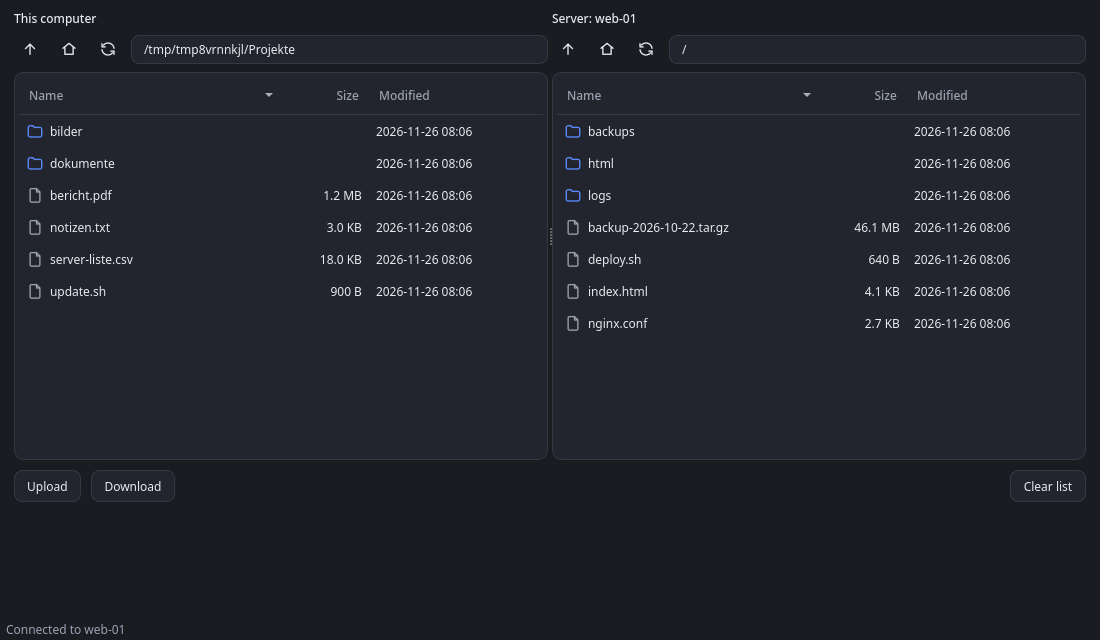 This computer
/tmp/tmp8vrnnkjl/Projekte
Name Size Modified
bilder 2026-11-26 08:06
dokumente 2026-11-26 08:06
bericht.pdf 1.2 MB 2026-11-26 08:06
notizen.txt 3.0 KB 2026-11-26 08:06
server-liste.csv 18.0 KB 2026-11-26 08:06
update.sh 900 B 2026-11-26 08:06
Server: web-01
/
Name Size Modified
backups 2026-11-26 08:06
html 2026-11-26 08:06
logs 2026-11-26 08:06
backup-2026-10-22.tar.gz 46.1 MB 2026-11-26 08:06
deploy.sh 640 B 2026-11-26 08:06
index.html 4.1 KB 2026-11-26 08:06
nginx.conf 2.7 KB 2026-11-26 08:06
Upload Download Clear list
Connected to web-01